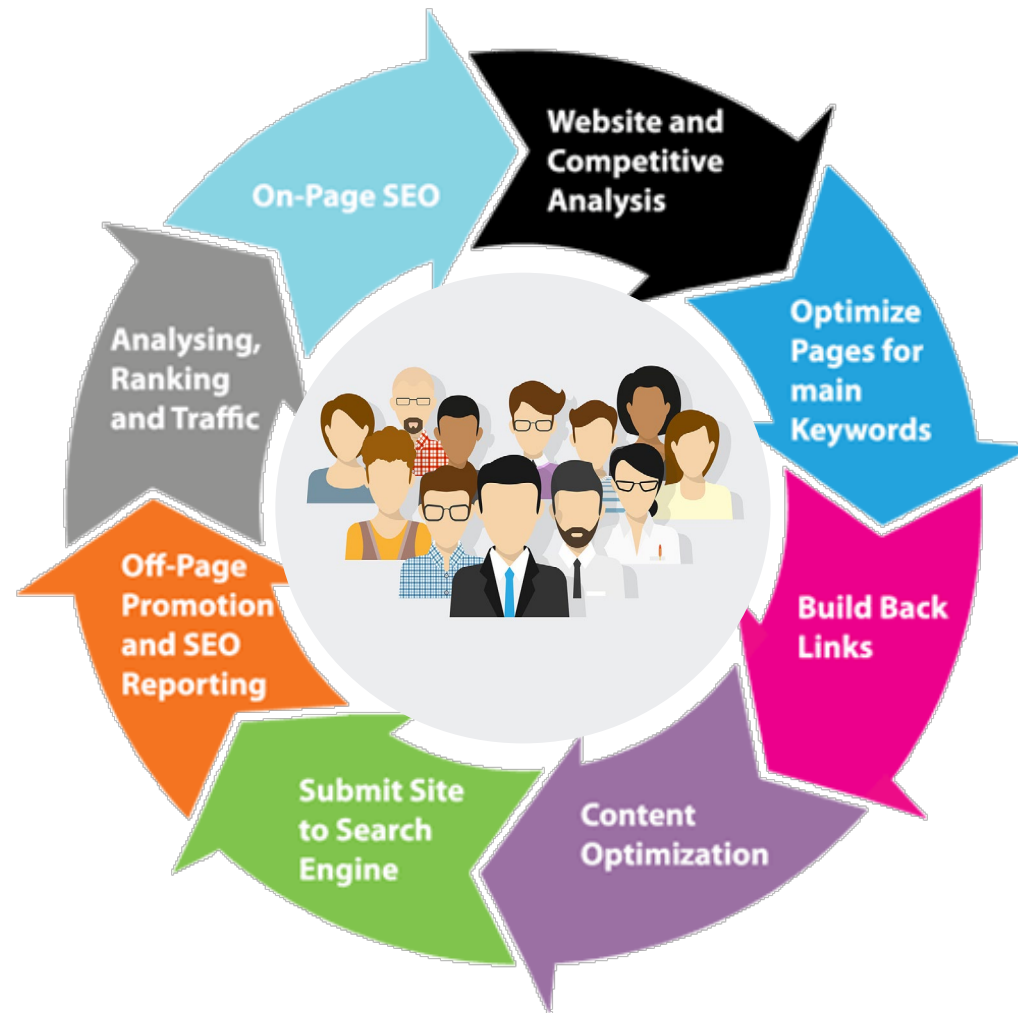 Website and
Competitive
Analysis
Optimize
Pages for
main
Keywords
Build Back
Links
Content
Optimization
Submit Site
to Search
Engine
Off-Page
Promotion
and SEO
Reporting
Analysing,
Ranking
and Traffic
On-Page SEO